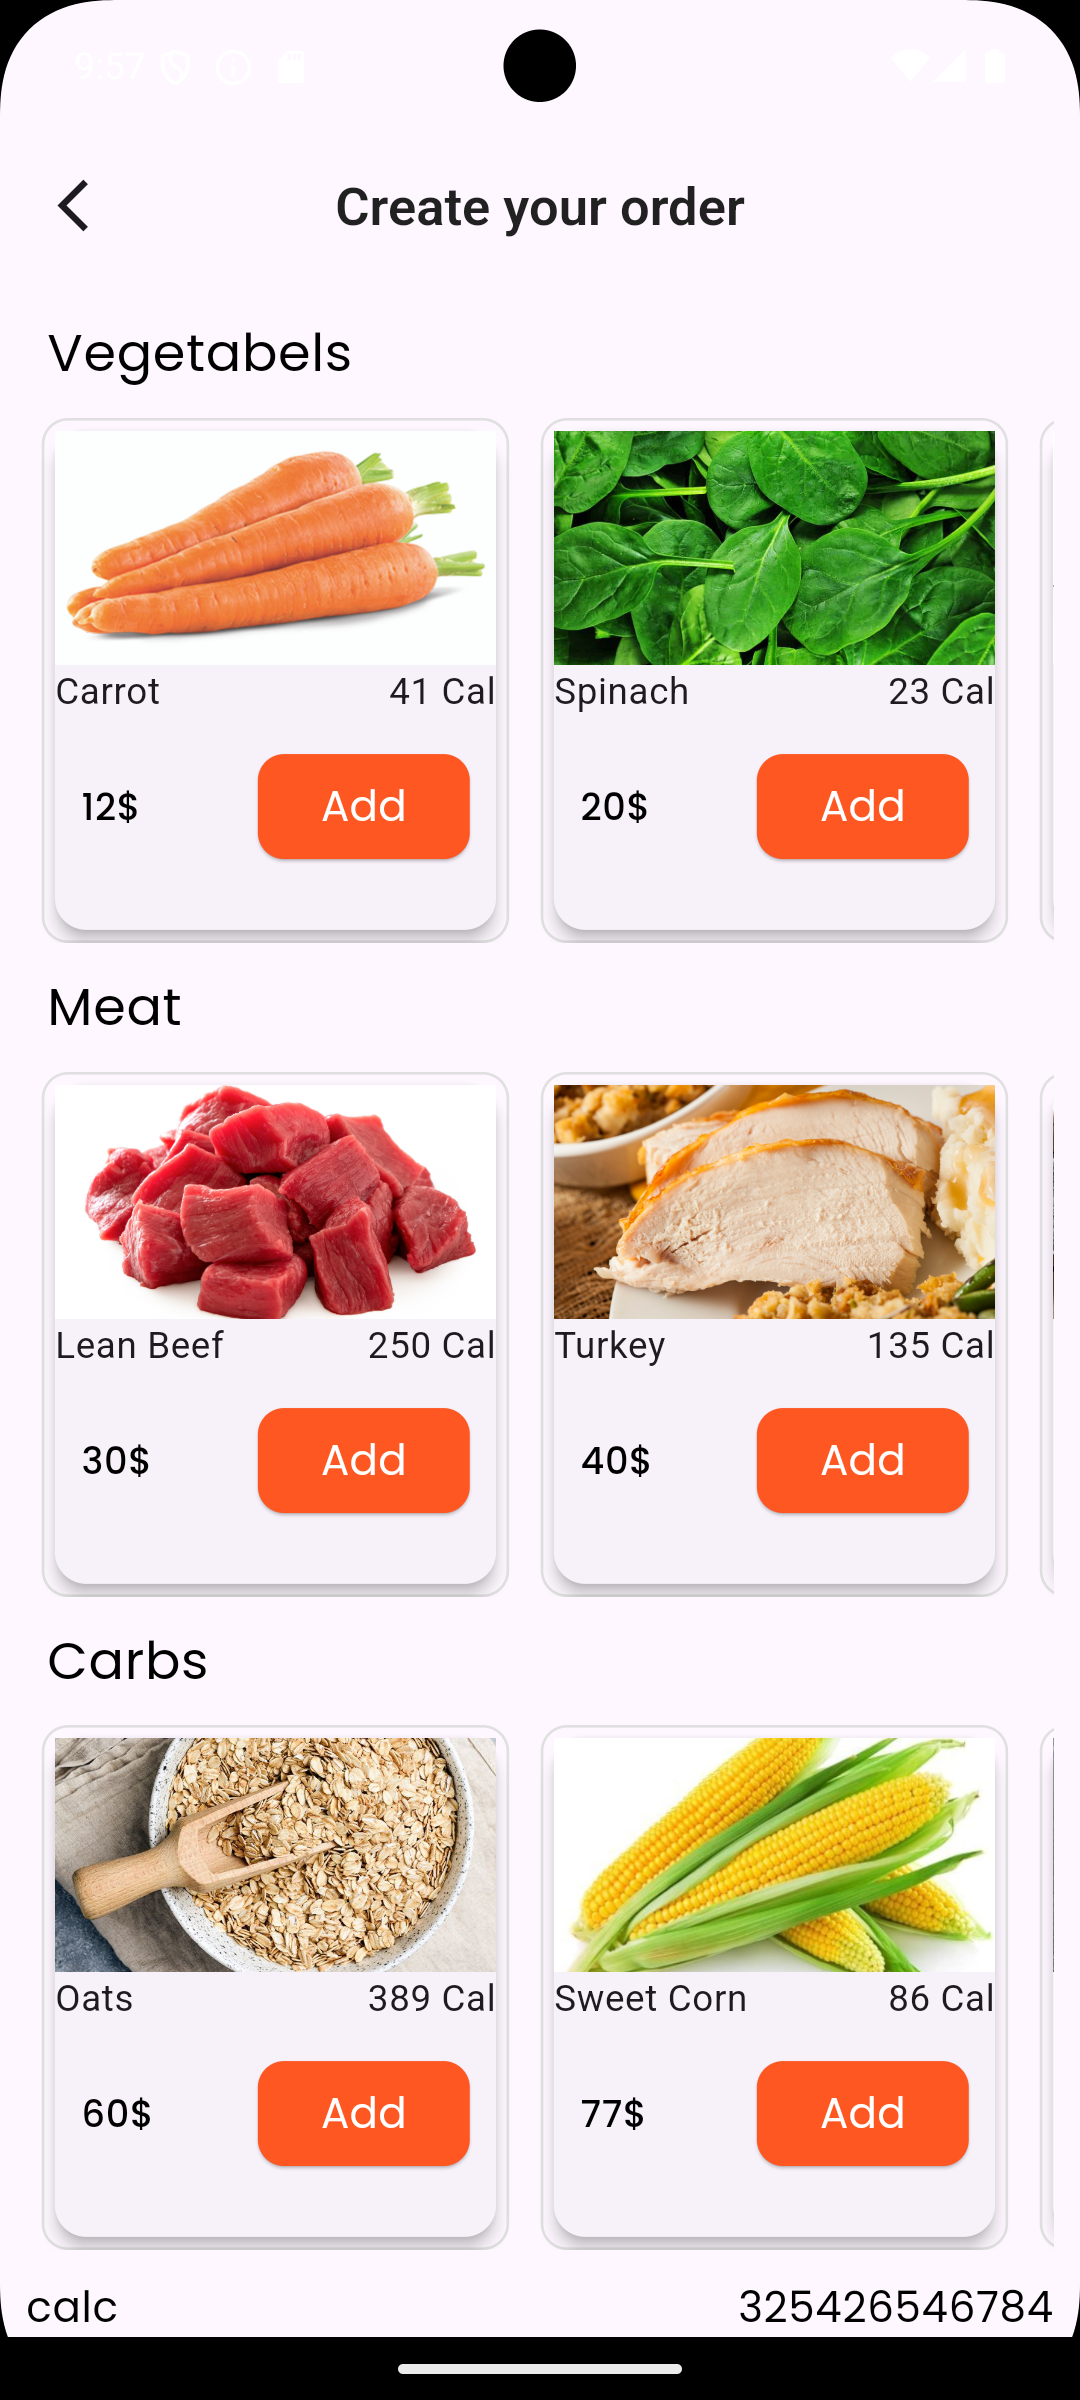 9:57
Create your order
Vegetabels
Carrot 41 Cal
Spinach 23 Cal
12$ Add
20$ Add
Meat
Lean Beef 250 Cal
Turkey 135 Cal
30$ Add
40$ Add
Carbs
Oats 389 Cal
Sweet Corn 86 Cal
60$ Add
77$ Add
calc 325426546784